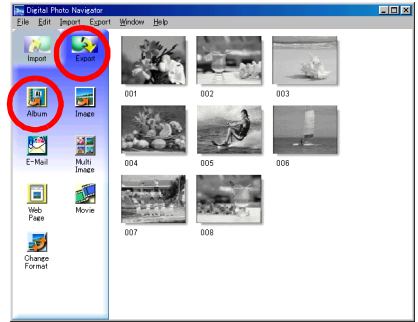 Digital Photo Navigator
File Edit Import Export Window Help
Import Export
Album Image
E-Mail Multi Image
Web Page Movie
Change Format
001 002 003
004 005 006
007 008